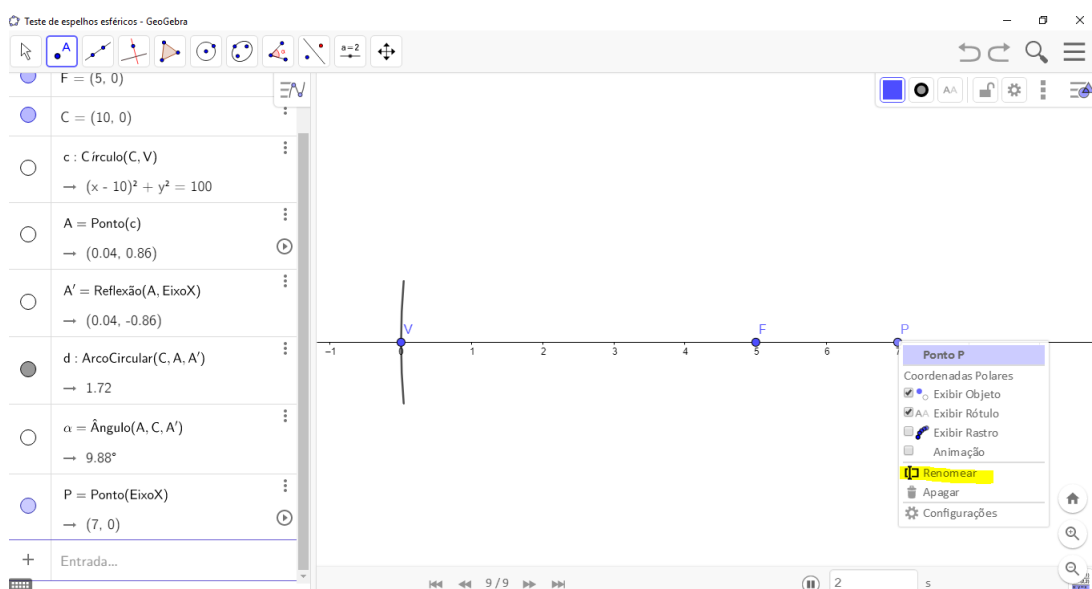 Teste de espelhos esféricos - GeoGebra
A
a = 2
F = (5, 0)
C = (10, 0)
c : Círculo(C, V)
→ (x - 10)² + y² = 100
A = Ponto(c)
→ (0.04, 0.86)
A′ = Reflexão(A, EixoX)
→ (0.04, -0.86)
d : ArcoCircular(C, A, A′)
→ 1.72
α = Ângulo(A, C, A′)
→ 9.88°
P = Ponto(EixoX)
→ (7, 0)
+ Entrada...
AA
V F P
−1 0 1 2 3 4 5 6
Ponto P
Coordenadas Polares
Exibir Objeto
AA Exibir Rótulo
Exibir Rastro
Animação
Renomear
Apagar
Configurações
9 / 9
2 s